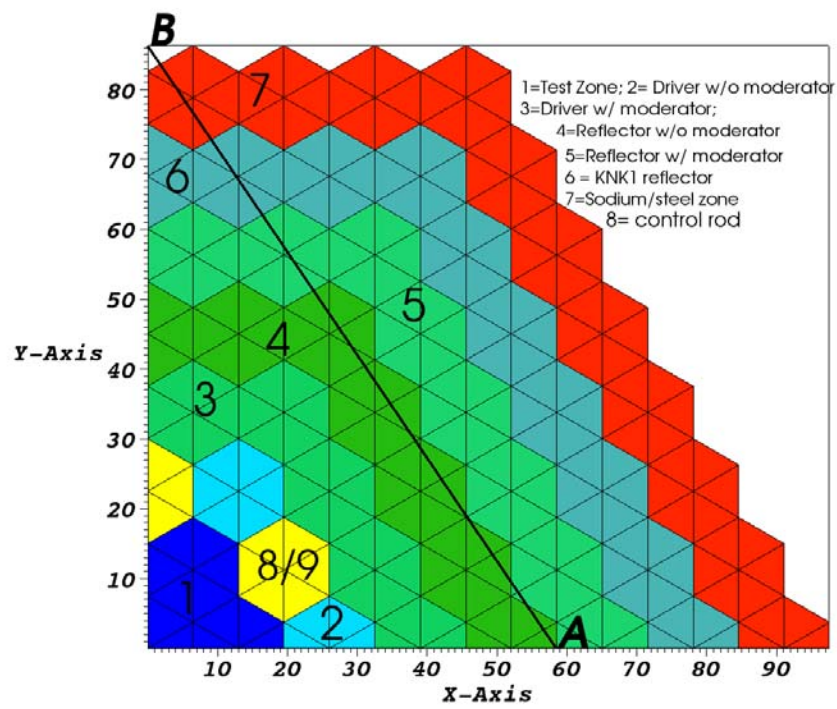 B
80
7
1=Test Zone; 2= Driver w/o moderator
3=Driver w/ moderator;
4=Reflector w/o moderator
70
6
5=Reflector w/ moderator
6 = KNK1 reflector
7=Sodium/steel zone
8= control rod
60
50
5
4
Y-Axis
40
3
30
20
8/9
10
1
2
A
10 20 30 40 50 60 70 80 90
X-Axis